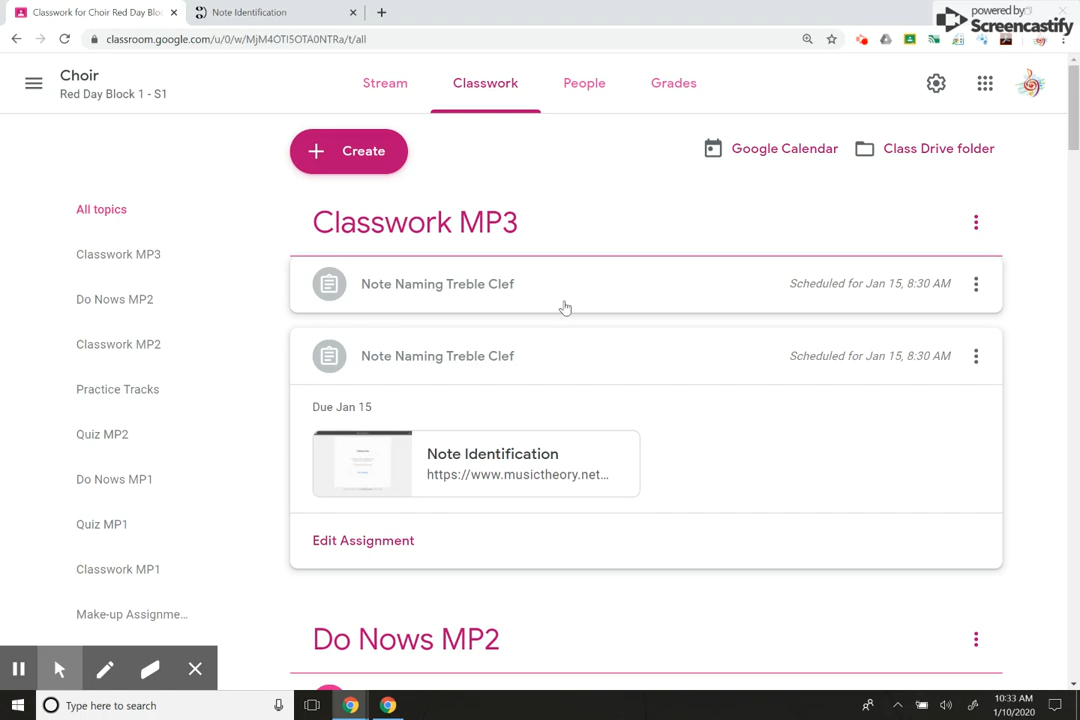 Classwork for Choir Red Day Bloc
Note Identification
powered by
Screencastify
classroom.google.com/u/0/w/MjM4OTI5OTA0NTRa/t/all
Choir
Red Day Block 1 - S1
Stream
Classwork
People
Grades
Create
Google Calendar
Class Drive folder
All topics
Classwork MP3
Do Nows MP2
Classwork MP2
Practice Tracks
Quiz MP2
Do Nows MP1
Quiz MP1
Classwork MP1
Make-up Assignme...
Classwork MP3
Note Naming Treble Clef
Scheduled for Jan 15, 8:30 AM
Note Naming Treble Clef
Scheduled for Jan 15, 8:30 AM
Due Jan 15
Note Identification
https://www.musictheory.net...
Edit Assignment
Do Nows MP2
Type here to search
10:33 AM
1/10/2020